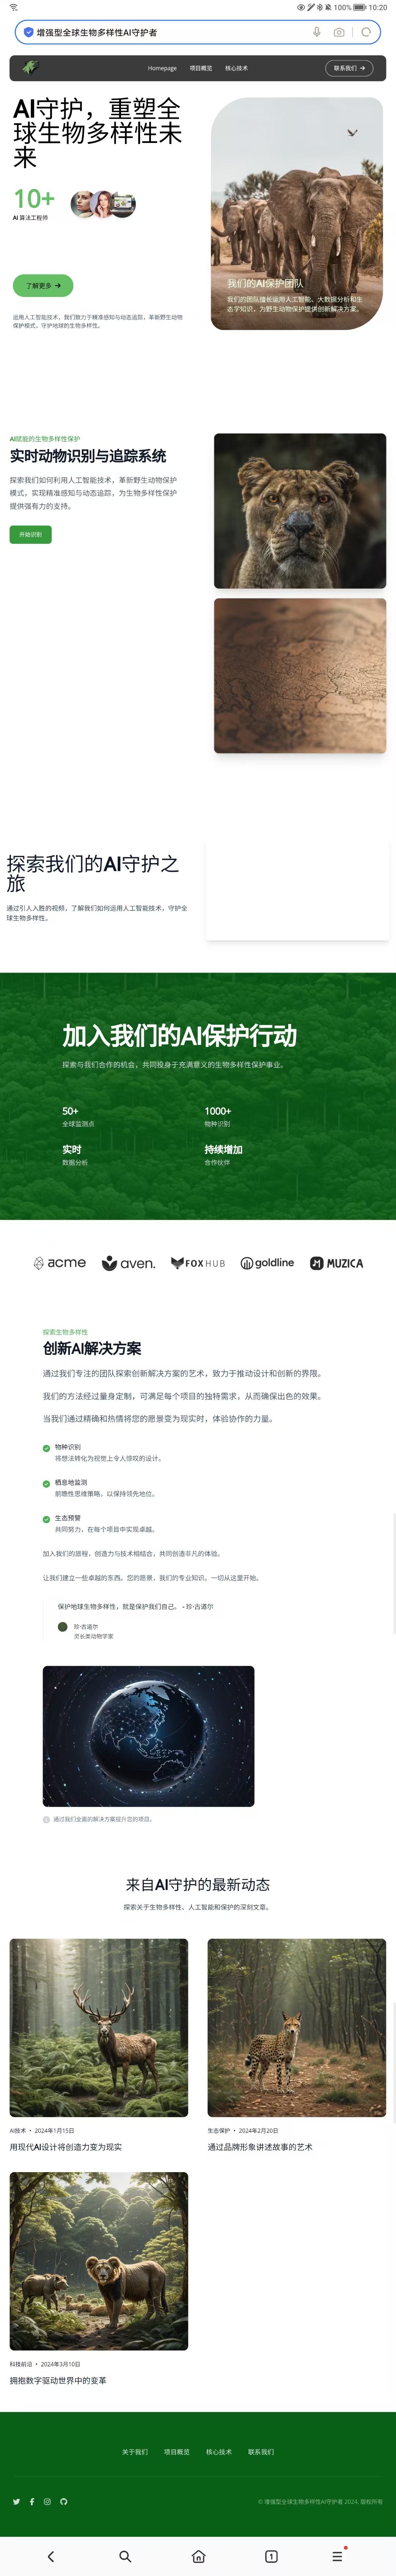 100% 10:20
增强型全球生物多样性AI守护者
Homepage 项目概览 核心技术 联系我们
AI守护，重塑全
球生物多样性未
来
10+
AI 算法工程师
了解更多
运用人工智能技术，我们致力于精准感知与动态追踪，革新野生动物
保护模式，守护地球的生物多样性。
我们的AI保护团队
我们的团队擅长运用人工智能、大数据分析和生
态学知识，为野生动物保护提供创新解决方案。
AI赋能的生物多样性保护
实时动物识别与追踪系统
探索我们如何利用人工智能技术，革新野生动物保护
模式，实现精准感知与动态追踪，为生物多样性保护
提供强有力的支持。
开始识别
探索我们的AI守护之
旅
通过引人入胜的视频，了解我们如何运用人工智能技术，守护全
球生物多样性。
加入我们的AI保护行动
探索与我们合作的机会，共同投身于充满意义的生物多样性保护事业。
50+ 1000+
全球监测点 物种识别
实时 持续增加
数据分析 合作伙伴
acme aven. FOXHUB goldline MUZICA
探索生物多样性
创新AI解决方案
通过我们专注的团队探索创新解决方案的艺术，致力于推动设计和创新的界限。
我们的方法经过量身定制，可满足每个项目的独特需求，从而确保出色的效果。
当我们通过精确和热情将您的愿景变为现实时，体验协作的力量。
物种识别
将想法转化为视觉上令人惊叹的设计。
栖息地监测
前瞻性思维策略，以保持领先地位。
生态预警
共同努力，在每个项目中实现卓越。
加入我们的旅程，创造力与技术相结合，共同创造非凡的体验。
让我们建立一些卓越的东西。您的愿景，我们的专业知识，一切从这里开始。
保护地球生物多样性，就是保护我们自己。 - 珍·古道尔
珍·古道尔
灵长类动物学家
通过我们全面的解决方案提升您的项目。
来自AI守护的最新动态
探索关于生物多样性、人工智能和保护的深刻文章。
AI技术 • 2024年1月15日
用现代AI设计将创造力变为现实
生态保护 • 2024年2月20日
通过品牌形象讲述故事的艺术
科技前沿 • 2024年3月10日
拥抱数字驱动世界中的变革
关于我们 项目概览 核心技术 联系我们
© 增强型全球生物多样性AI守护者 2024. 版权所有
1